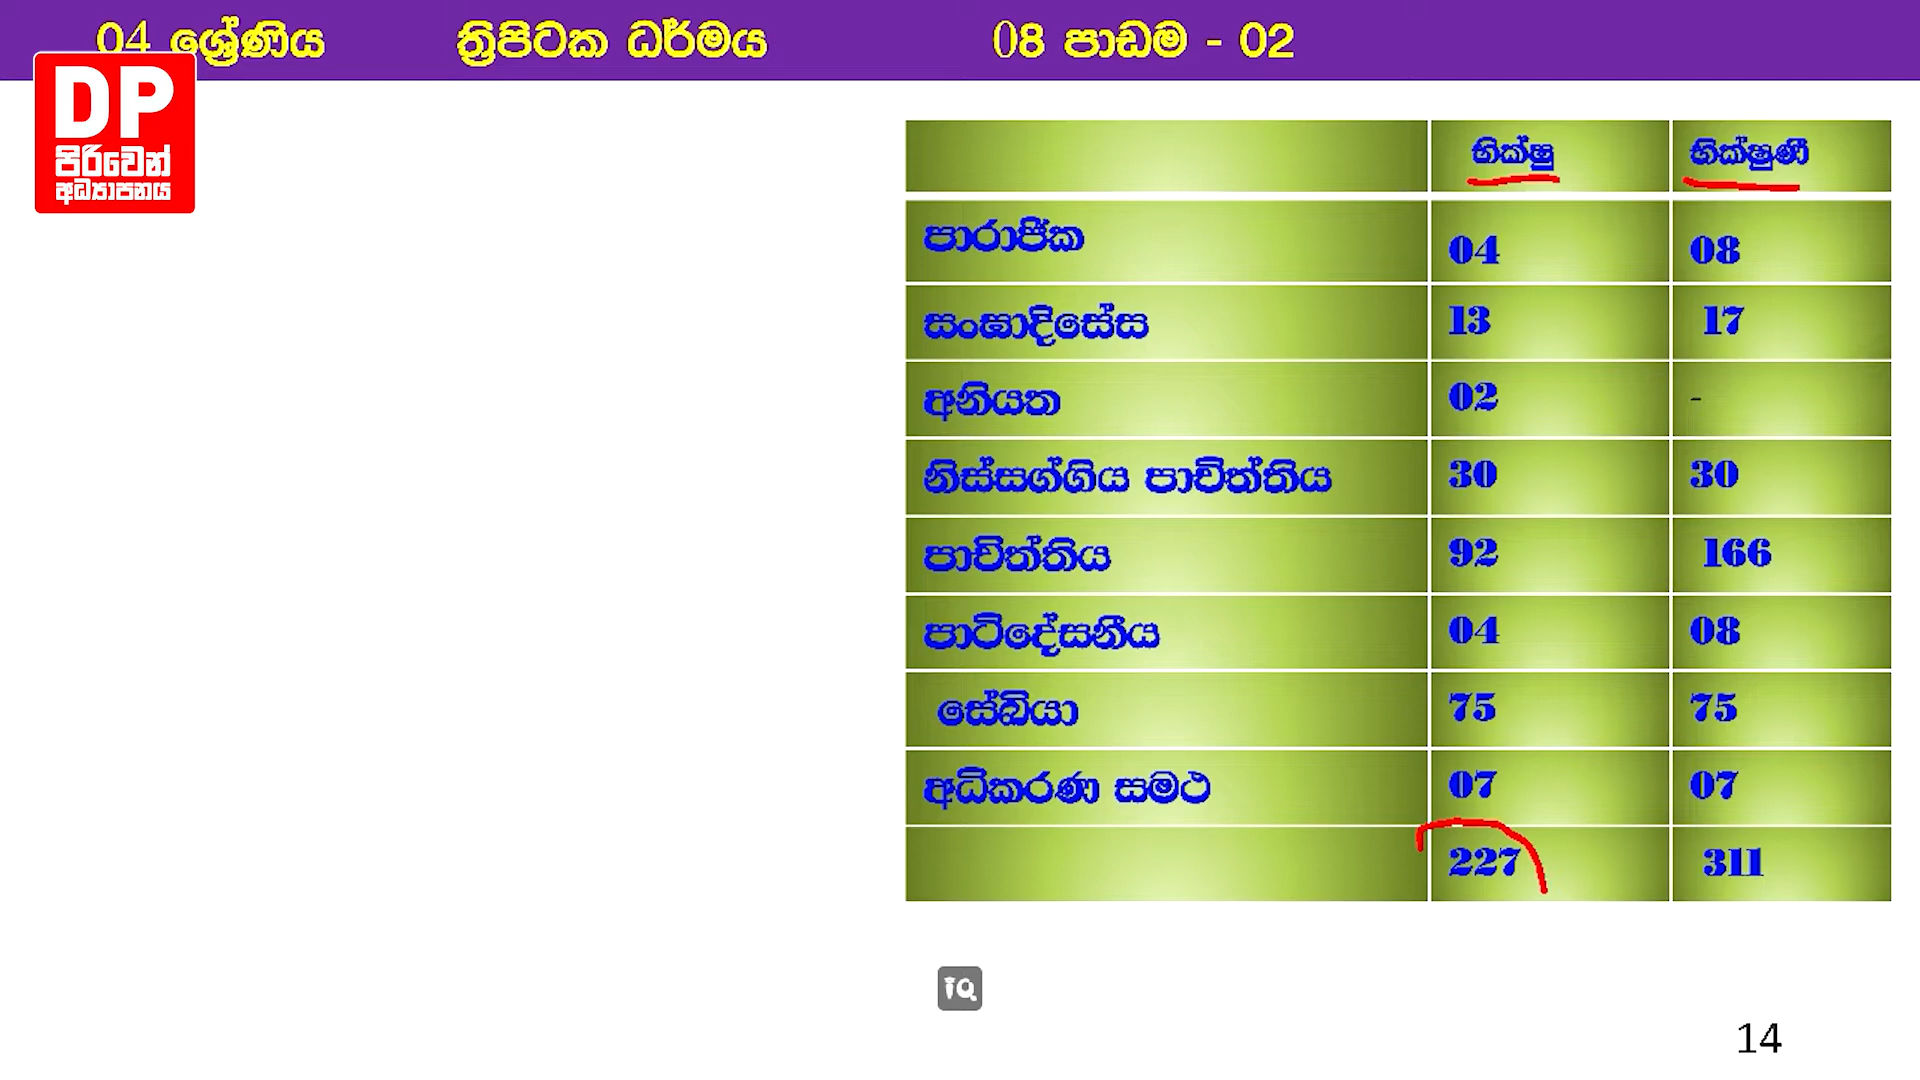 04 ශ්‍රේණිය ත්‍රිපිටක ධර්මය 08 පාඩම - 02
DP
පිරිවෙන්
අධ්‍යාපනය
භික්ෂු භික්ෂුණී
පාරාජික 04 08
සංඝාදිසේස 13 17
අනියත 02 -
නිස්සග්ගිය පාචිත්තිය 30 30
පාචිත්තිය 92 166
පාටිදේසනීය 04 08
සේඛියා 75 75
අධිකරණ සමථ 07 07
227 311
iQ
14